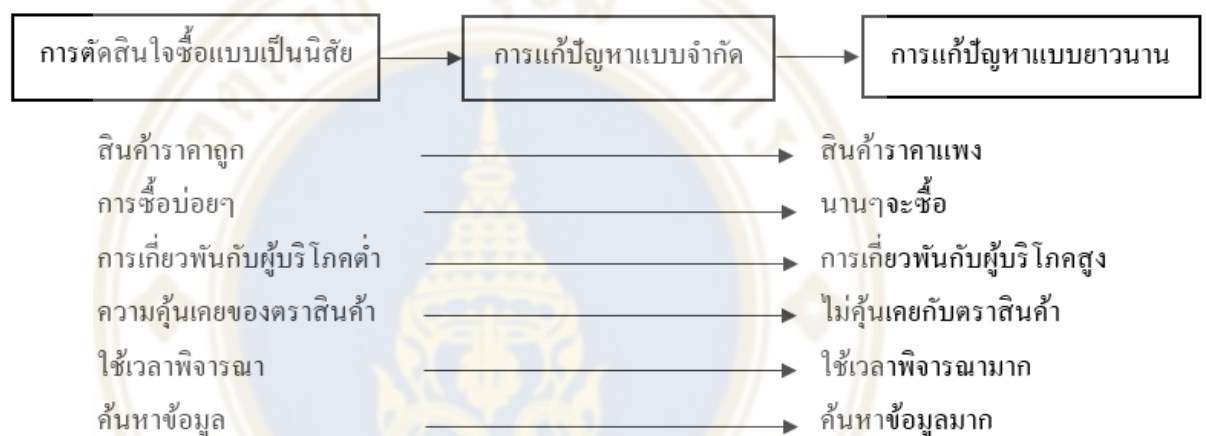 การตัดสินใจซื้อแบบเป็นนิสัย การแก้ปัญหาแบบจำกัด การแก้ปัญหาแบบยาวนาน
สินค้าราคาถูก สินค้าราคาแพง
การซื้อบ่อยๆ นานๆจะซื้อ
การเกี่ยวพันกับผู้บริโภคต่ำ การเกี่ยวพันกับผู้บริโภคสูง
ความคุ้นเคยของตราสินค้า ไม่คุ้นเคยกับตราสินค้า
ใช้เวลาพิจารณา ใช้เวลาพิจารณามาก
ค้นหาข้อมูล ค้นหาข้อมูลมาก